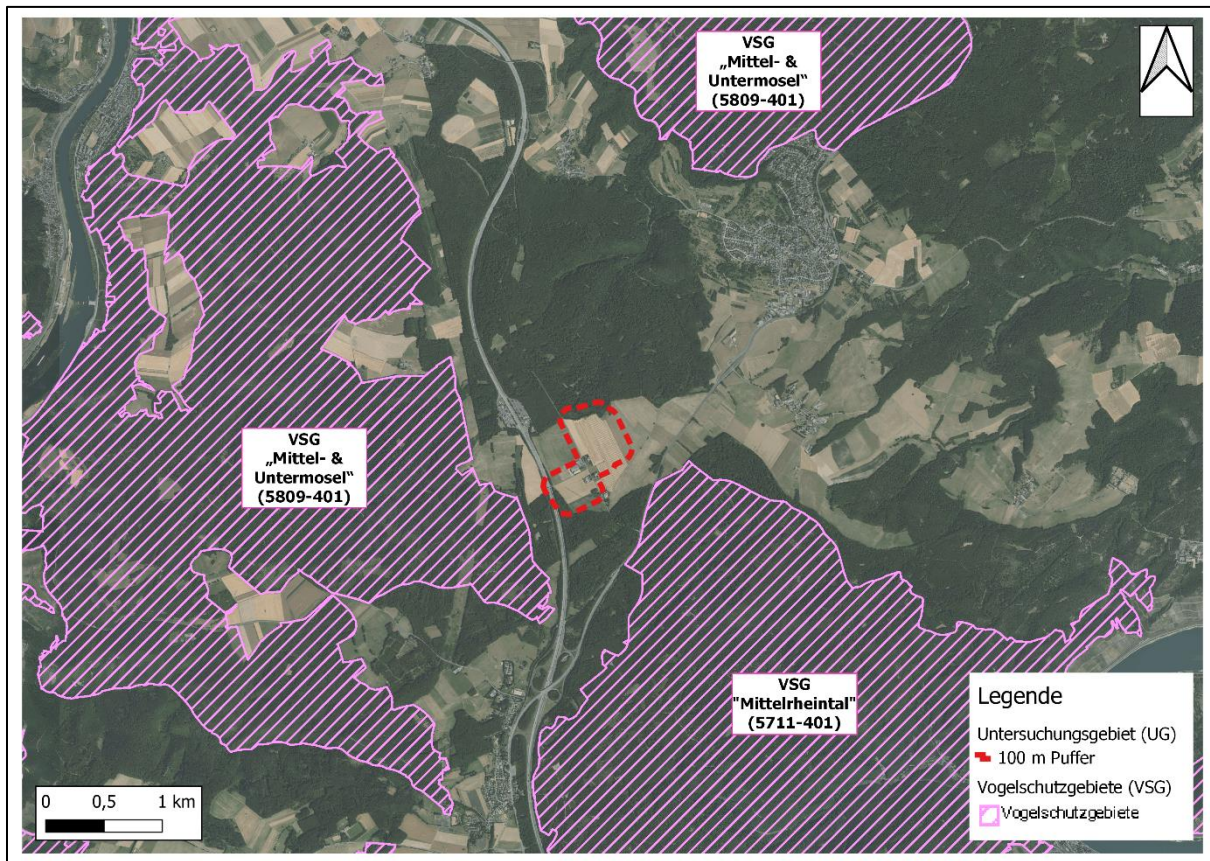 VSG
„Mittel- &
Untermosel“
(5809-401)
VSG
„Mittel- &
Untermosel“
(5809-401)
VSG
"Mittelrheintal"
(5711-401)
Legende
Untersuchungsgebiet (UG)
100 m Puffer
Vogelschutzgebiete (VSG)
Vogelschutzgebiete
0 0,5 1 km